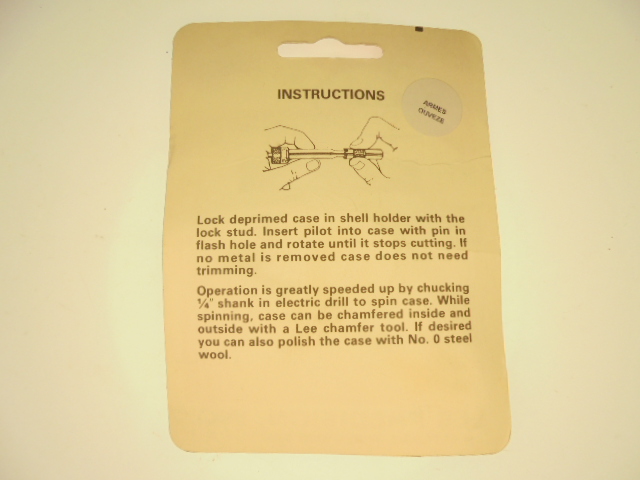 INSTRUCTIONS
ARMES
OUVEZE
Lock deprimed case in shell holder with the
lock stud. Insert pilot into case with pin in
flash hole and rotate until it stops cutting. If
no metal is removed case does not need
trimming.
Operation is greatly speeded up by chucking
¼" shank in electric drill to spin case. While
spinning, case can be chamfered inside and
outside with a Lee chamfer tool. If desired
you can also polish the case with No. 0 steel
wool.